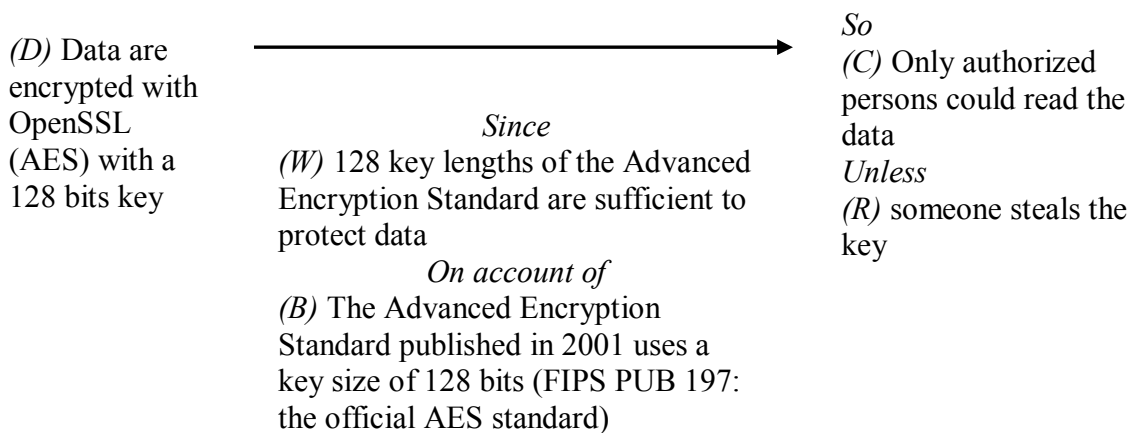 (D) Data are
encrypted with
OpenSSL
(AES) with a
128 bits key
Since
(W) 128 key lengths of the Advanced
Encryption Standard are sufficient to
protect data
On account of
(B) The Advanced Encryption
Standard published in 2001 uses a
key size of 128 bits (FIPS PUB 197:
the official AES standard)
So
(C) Only authorized
persons could read the
data
Unless
(R) someone steals the
key